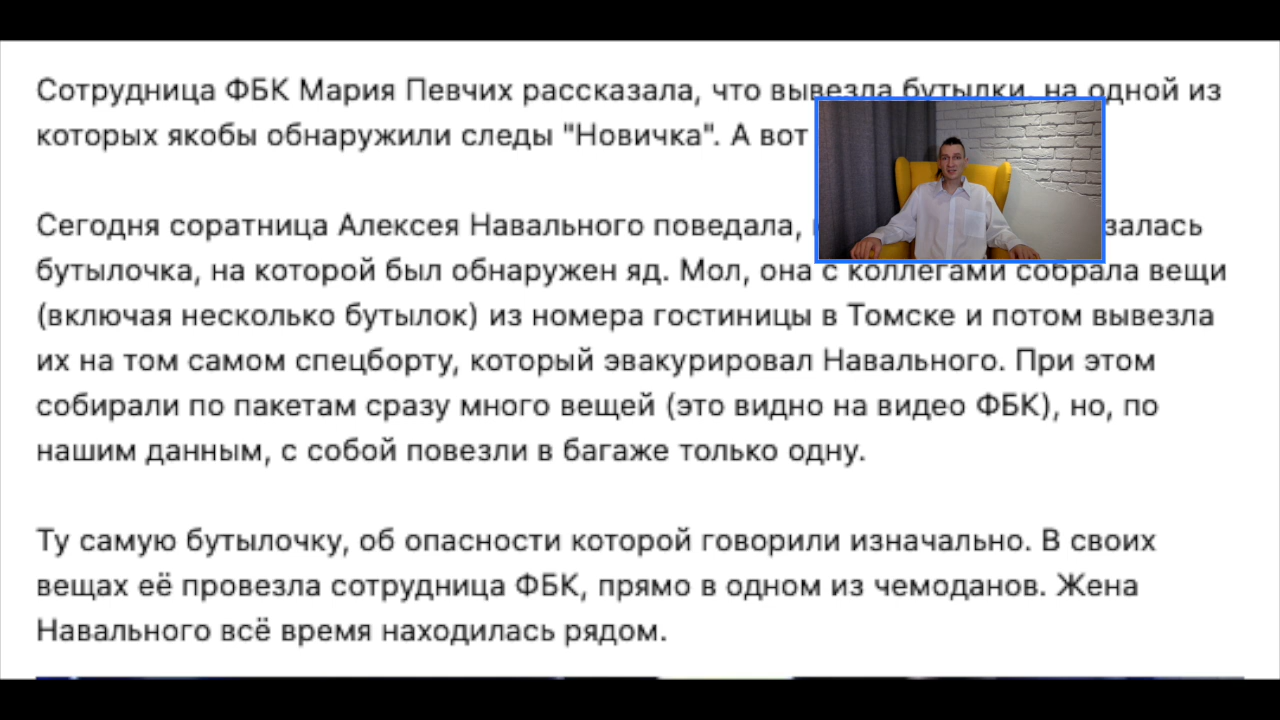 Сотрудница ФБК Мария Певчих рассказала, что вывезла бутылки, на одной из
которых якобы обнаружили следы "Новичка". А вот
Сегодня соратница Алексея Навального поведала,
бутылочка, на которой был обнаружен яд. Мол, она с коллегами собрала вещи
(включая несколько бутылок) из номера гостиницы в Томске и потом вывезла
их на том самом спецборту, который эвакурировал Навального. При этом
собирали по пакетам сразу много вещей (это видно на видео ФБК), но, по
нашим данным, с собой повезли в багаже только одну.
Ту самую бутылочку, об опасности которой говорили изначально. В своих
вещах её провезла сотрудница ФБК, прямо в одном из чемоданов. Жена
Навального всё время находилась рядом.